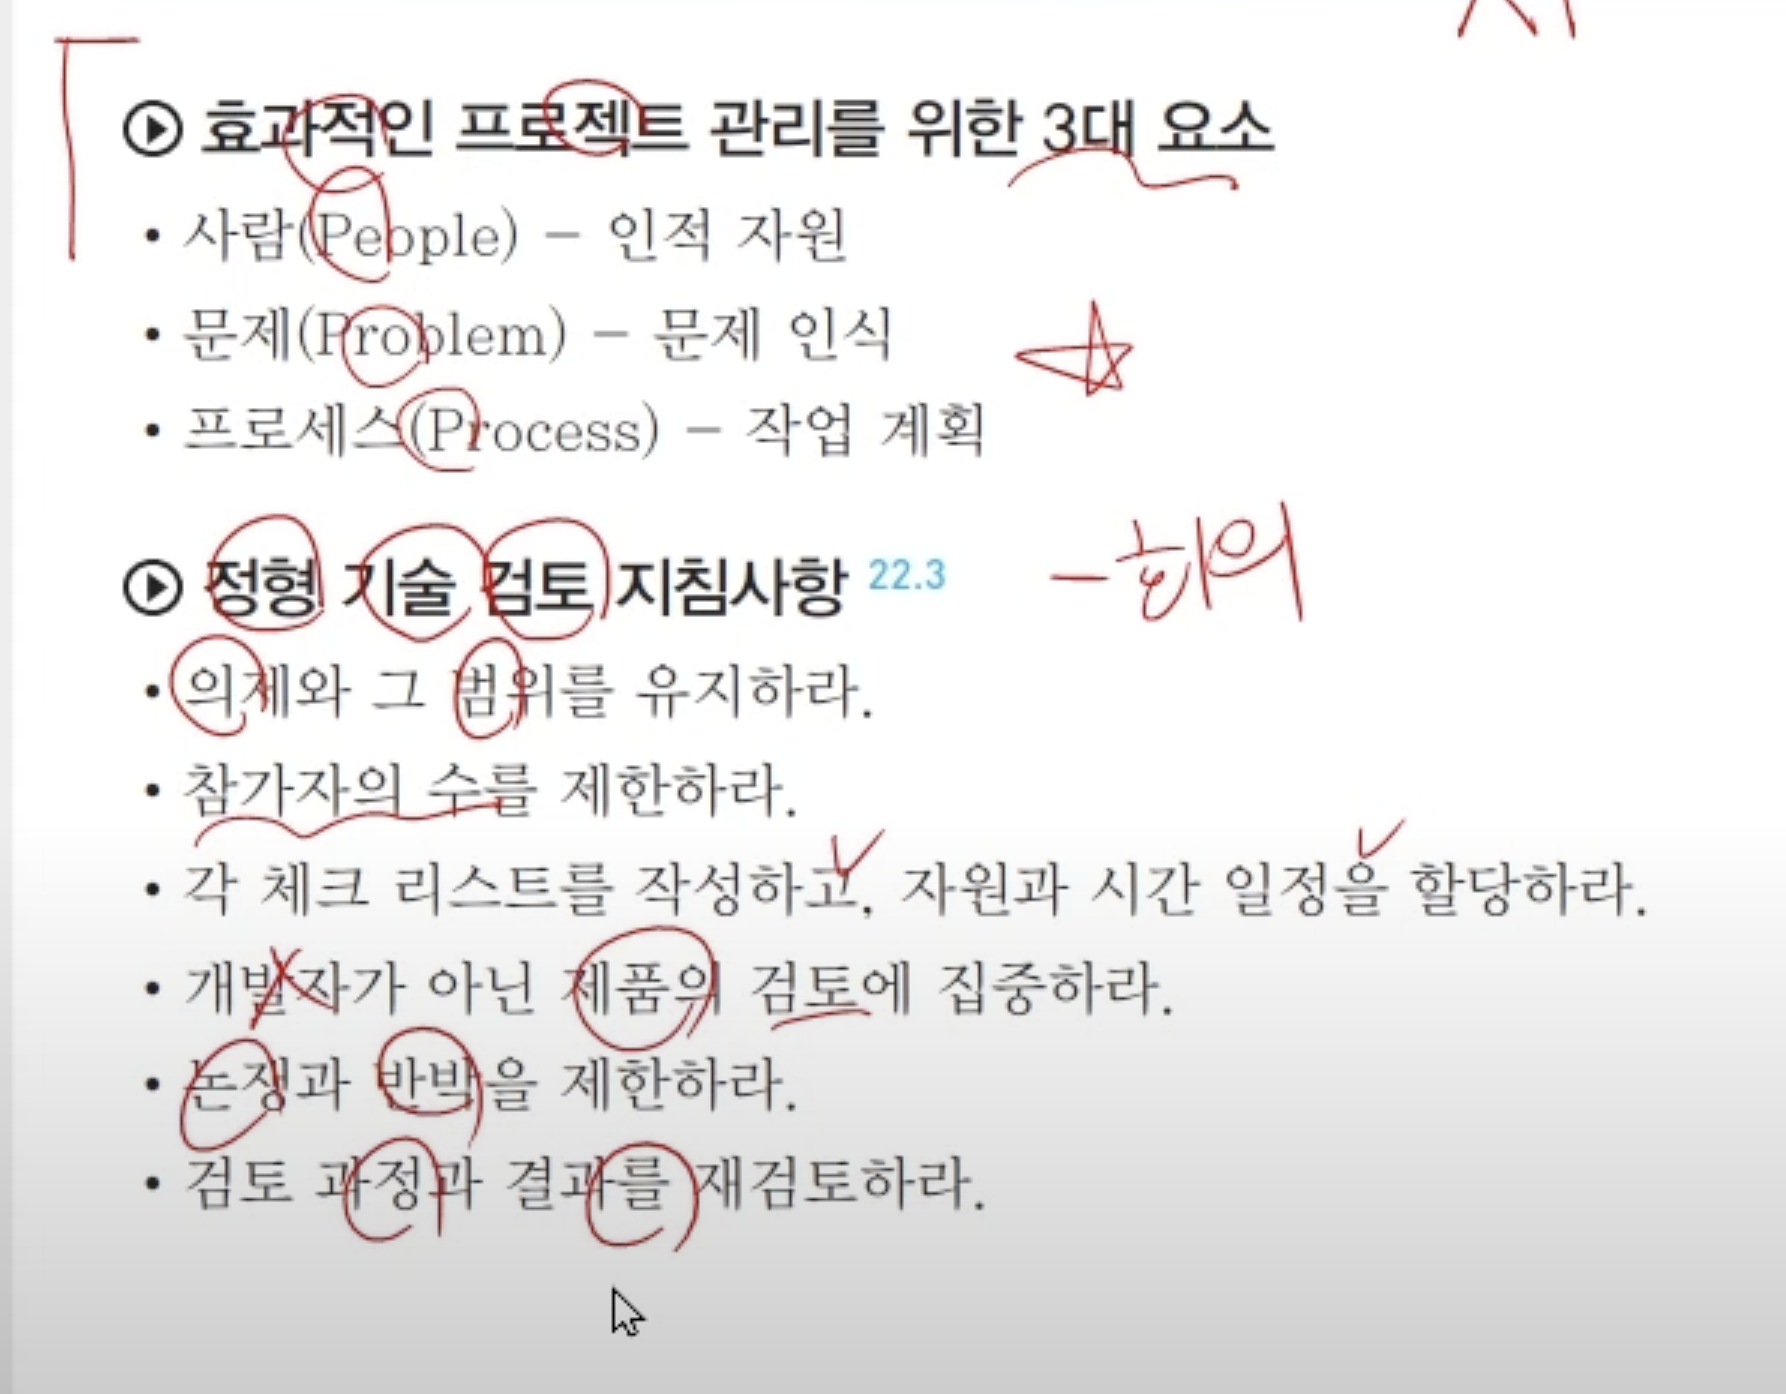 효과적인 프로젝트 관리를 위한 3대 요소
• 사람(People) – 인적 자원
• 문제(Problem) – 문제 인식
• 프로세스(Process) – 작업 계획
정형 기술 검토 지침사항 22.3 – 회의
• 의제와 그 범위를 유지하라.
• 참가자의 수를 제한하라.
• 각 체크 리스트를 작성하고, 자원과 시간 일정을 할당하라.
• 개발자가 아닌 제품의 검토에 집중하라.
• 논쟁과 반박을 제한하라.
• 검토 과정과 결과를 재검토하라.